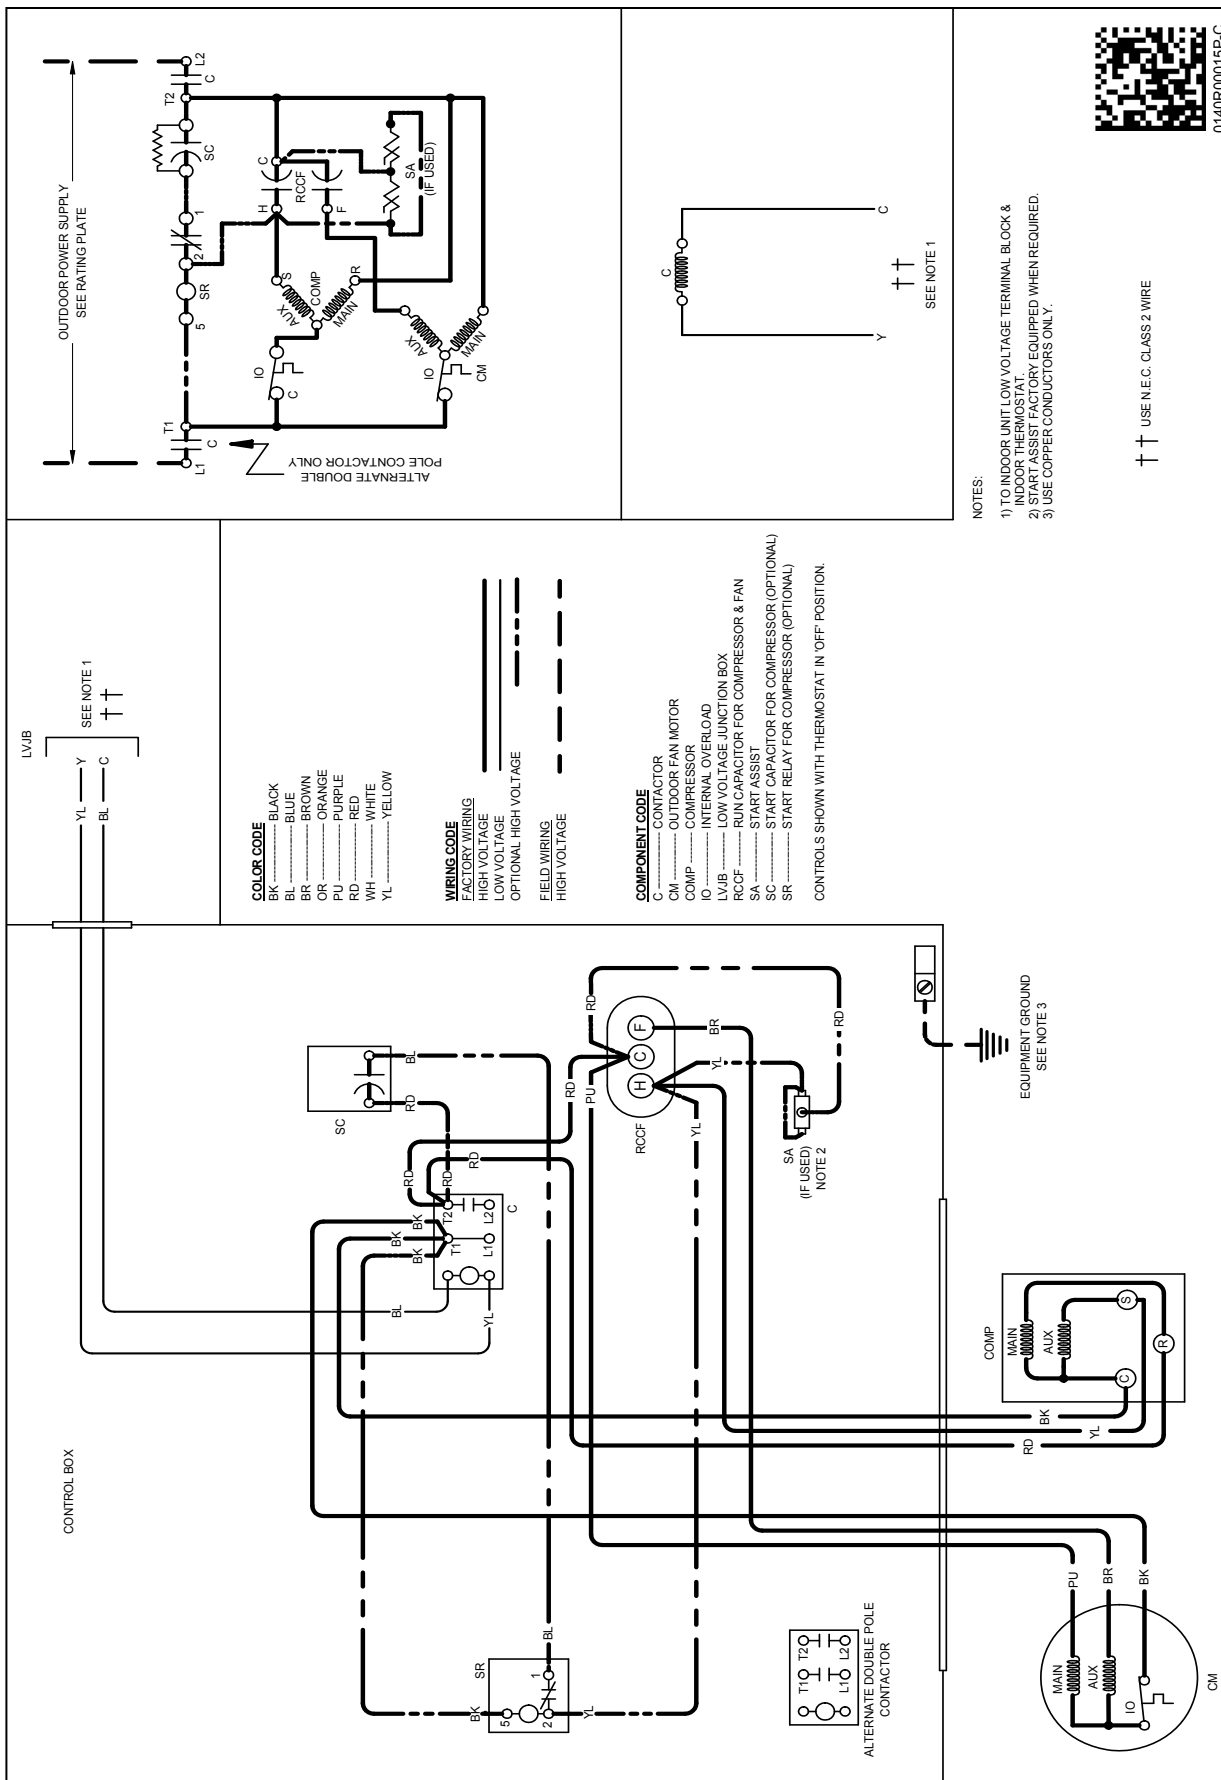 CONTROL BOX
LVJB
YL
Y
BL
C
SEE NOTE 1
††
SC
RD
BL
BK
BK
BK
RD
RD
RD
T2
L2
T1
L1
C
BL
YL
RD
PU
RD
H
C
F
RCCF
YL
BR
YL
RD
SA
(IF USED)
NOTE 2
SR
BK
5
2
1
BL
YL
T1
T2
L1
L2
ALTERNATE DOUBLE POLE
CONTACTOR
EQUIPMENT GROUND
SEE NOTE 3
COMP
MAIN
AUX
C
S
R
BK
YL
RD
PU
BR
BK
MAIN
AUX
IO
CM
COLOR CODE
BK ---------- BLACK
BL ---------- BLUE
BR ---------- BROWN
OR ---------- ORANGE
PU ---------- PURPLE
RD ---------- RED
WH ---------- WHITE
YL ---------- YELLOW
WIRING CODE
FACTORY WIRING
HIGH VOLTAGE
LOW VOLTAGE
OPTIONAL HIGH VOLTAGE
FIELD WIRING
HIGH VOLTAGE
COMPONENT CODE
C ---------- CONTACTOR
CM ---------- OUTDOOR FAN MOTOR
COMP ---------- COMPRESSOR
IO ---------- INTERNAL OVERLOAD
LVJB ---------- LOW VOLTAGE JUNCTION BOX
RCCF ---------- RUN CAPACITOR FOR COMPRESSOR & FAN
SA ---------- START ASSIST
SC ---------- START CAPACITOR FOR COMPRESSOR (OPTIONAL)
SR ---------- START RELAY FOR COMPRESSOR (OPTIONAL)
CONTROLS SHOWN WITH THERMOSTAT IN 'OFF' POSITION.
OUTDOOR POWER SUPPLY
SEE RATING PLATE
L1
C
T1
5
SR
2
1
SC
T2
C
L2
ALTERNATE DOUBLE
POLE CONTACTOR ONLY
C
IO
AUX
S
COMP
MAIN
R
H
C
RCCF
F
SA
(IF USED)
IO
AUX
MAIN
CM
C
Y
C
††
SEE NOTE 1
NOTES:
1) TO INDOOR UNIT LOW VOLTAGE TERMINAL BLOCK &
INDOOR THERMOSTAT.
2) START ASSIST FACTORY EQUIPPED WHEN REQUIRED.
3) USE COPPER CONDUCTORS ONLY.
†† USE N.E.C. CLASS 2 WIRE
0140R00015P-C